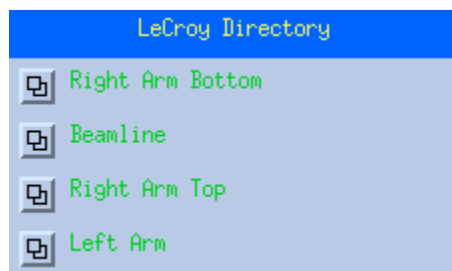 LeCroy Directory
Right Arm Bottom
Beamline
Right Arm Top
Left Arm